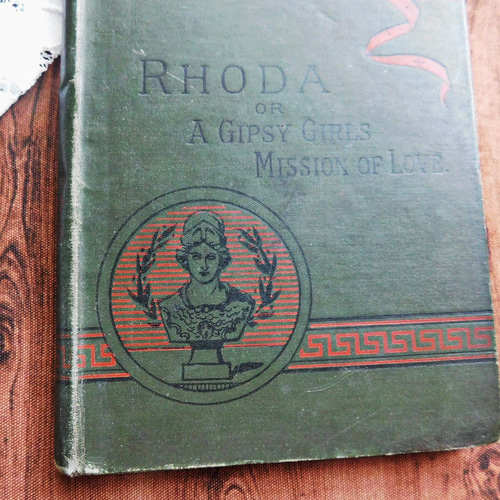 RHODA
OR
A GIPSY GIRLS
MISSION OF LOVE.